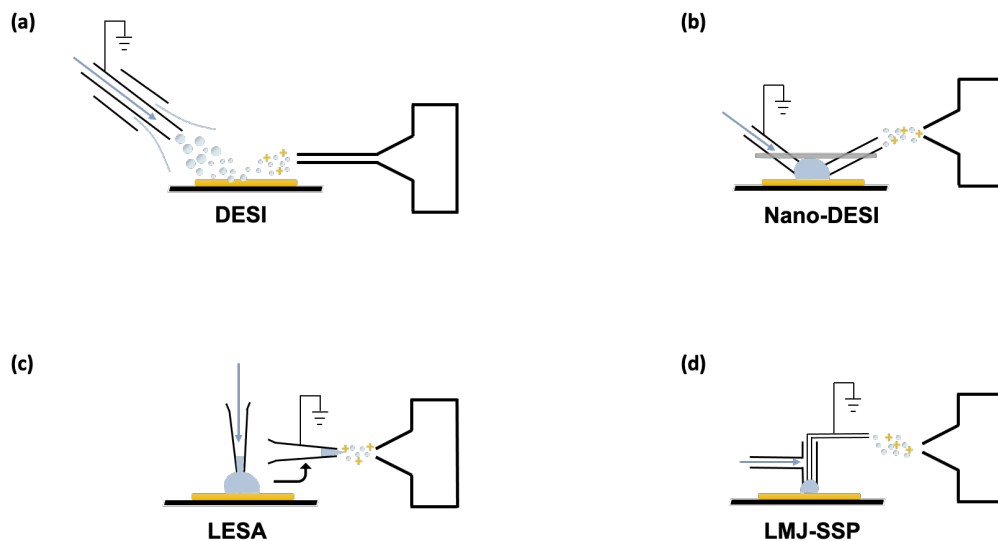 (a)
DESI
(b)
Nano-DESI
(c)
LESA
(d)
LMJ-SSP